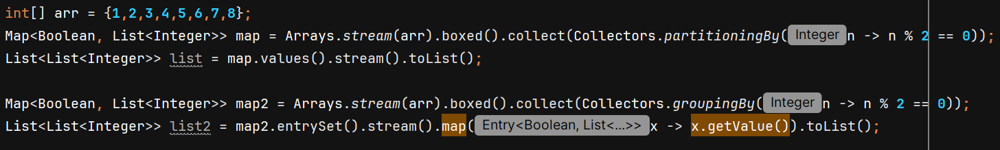 int[] arr = {1,2,3,4,5,6,7,8};
Map<Boolean, List<Integer>> map = Arrays.stream(arr).boxed().collect(Collectors.partitioningBy( Integer n -> n % 2 == 0));
List<List<Integer>> list = map.values().stream().toList();
Map<Boolean, List<Integer>> map2 = Arrays.stream(arr).boxed().collect(Collectors.groupingBy( Integer n -> n % 2 == 0));
List<List<Integer>> list2 = map2.entrySet().stream().map( Entry<Boolean, List<...>> x -> x.getValue()).toList();